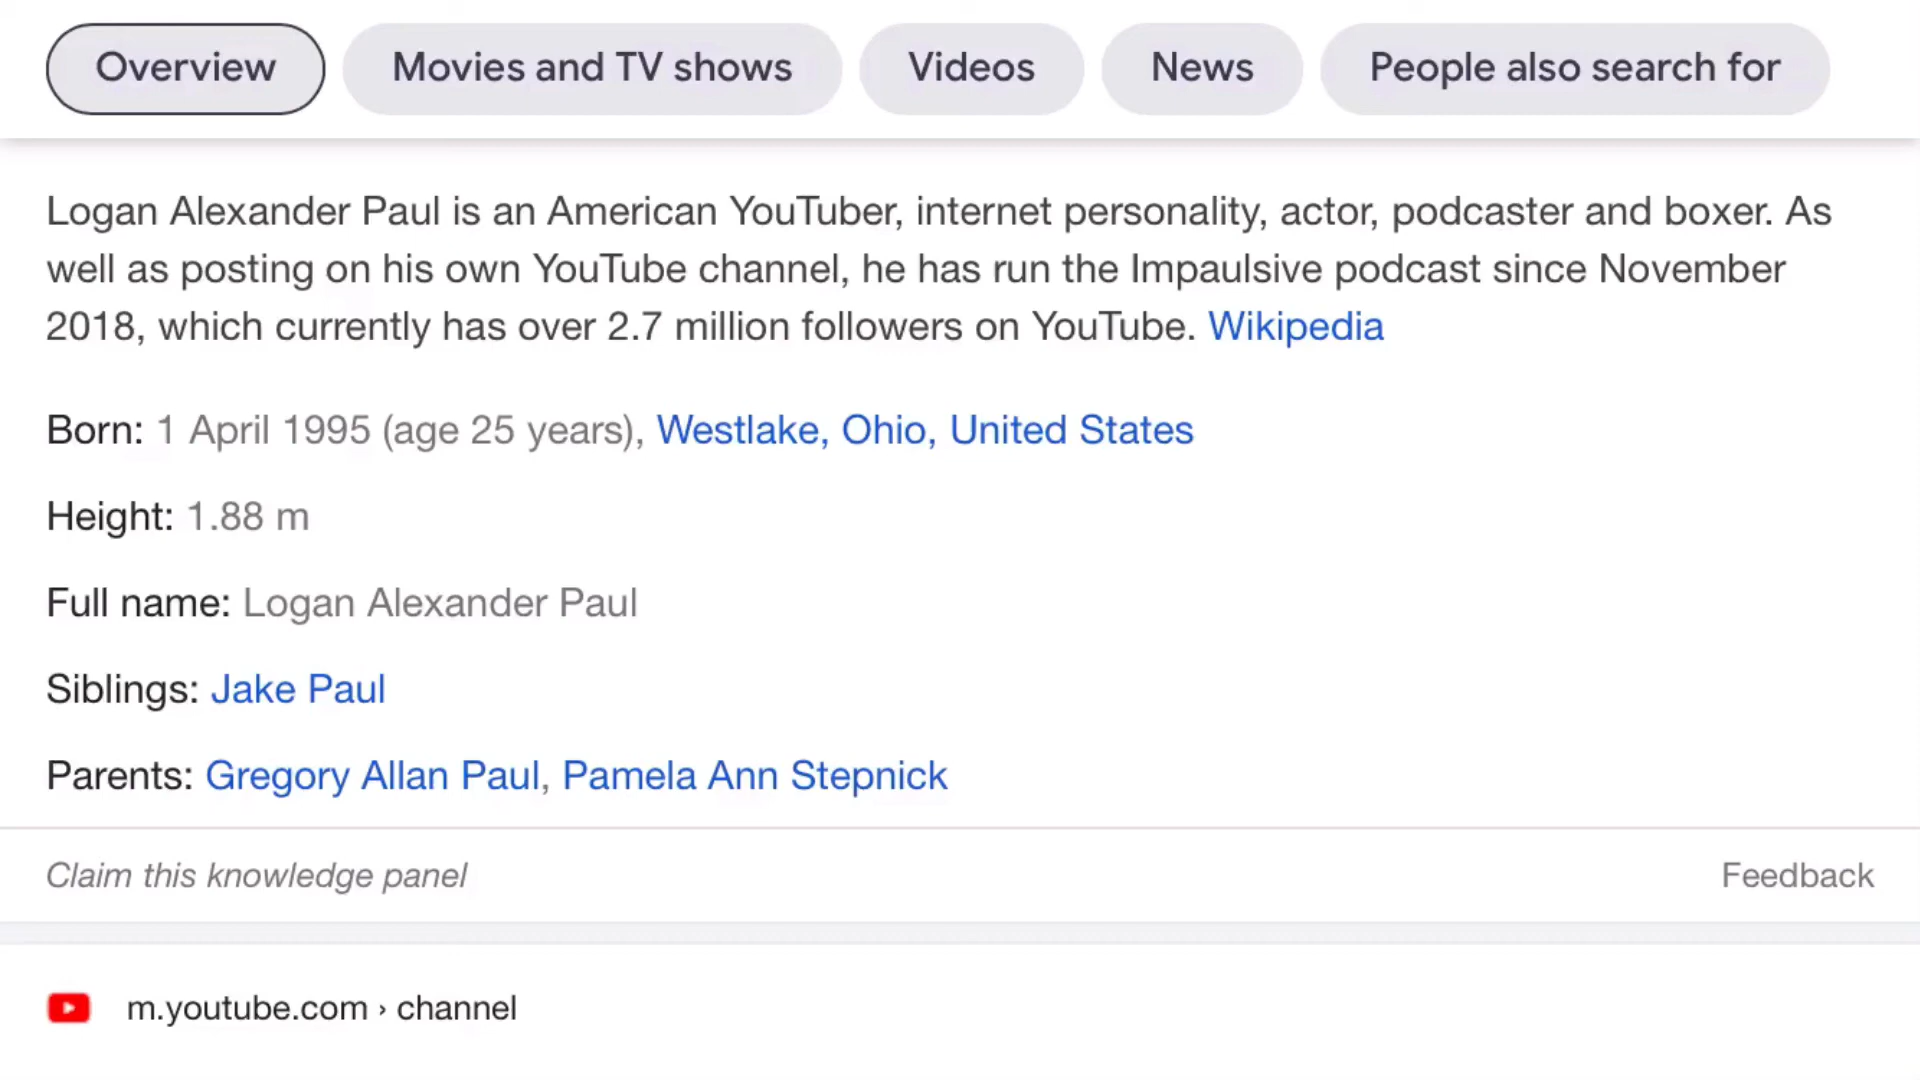 Overview Movies and TV shows Videos News People also search for
Logan Alexander Paul is an American YouTuber, internet personality, actor, podcaster and boxer. As
well as posting on his own YouTube channel, he has run the Impaulsive podcast since November
2018, which currently has over 2.7 million followers on YouTube. Wikipedia
Born: 1 April 1995 (age 25 years), Westlake, Ohio, United States
Height: 1.88 m
Full name: Logan Alexander Paul
Siblings: Jake Paul
Parents: Gregory Allan Paul, Pamela Ann Stepnick
Claim this knowledge panel Feedback
m.youtube.com › channel